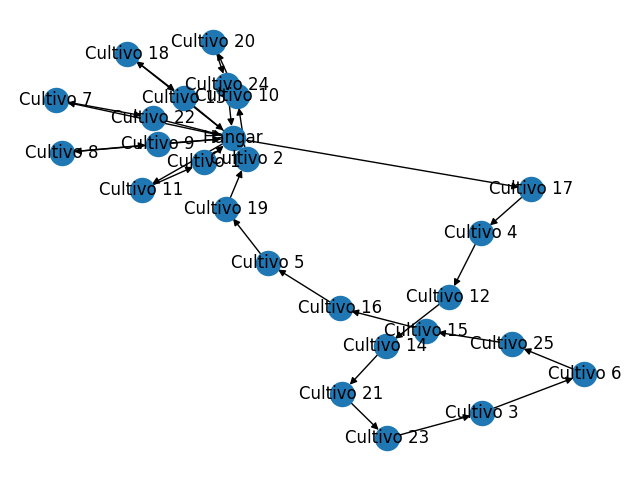 Cultivo 20
Cultivo 18
Cultivo 24
Cultivo 7
Cultivo 13
Cultivo 10
Cultivo 22
Hangar
Cultivo 9
Cultivo 8
Cultivo 1
Cultivo 2
Cultivo 11
Cultivo 17
Cultivo 19
Cultivo 4
Cultivo 5
Cultivo 12
Cultivo 16
Cultivo 15
Cultivo 14
Cultivo 25
Cultivo 6
Cultivo 21
Cultivo 3
Cultivo 23